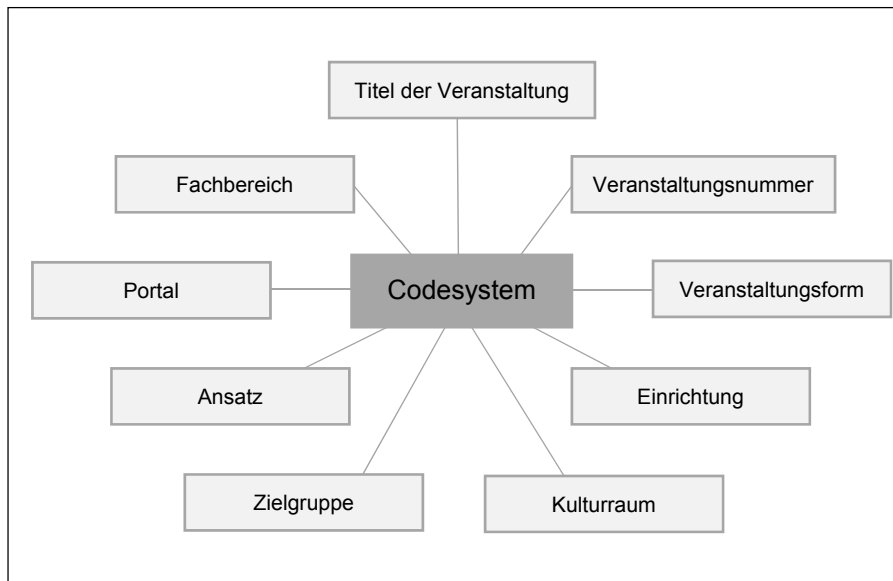 Titel der Veranstaltung
Fachbereich
Veranstaltungsnummer
Portal
Codesystem
Veranstaltungsform
Ansatz
Einrichtung
Zielgruppe
Kulturraum